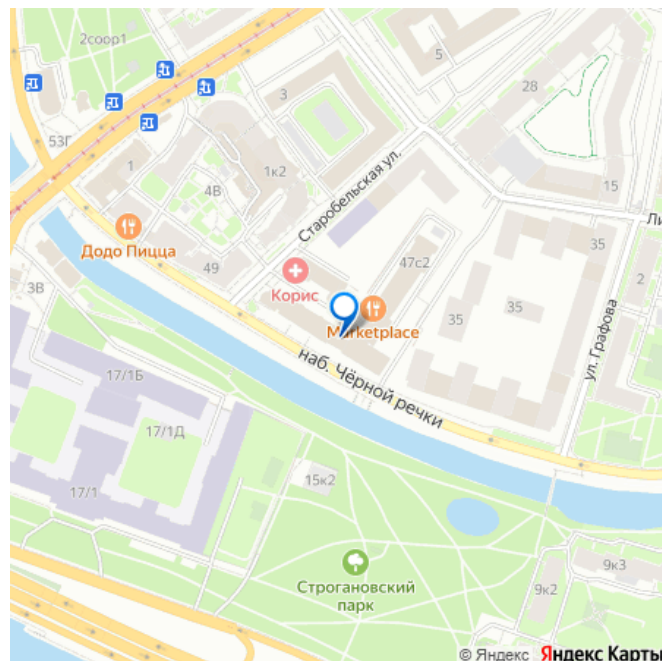 2соор1
5
28
3
53Г
1
1к2
4В
15
Старобельская ул.
Ли
Додо Пицца
49
35
47с2
2
Корис
3В
35
35
Marketplace
ул. Графова
наб. Чёрной речки
17/1Б
17/1Д
15к2
17/1
Строгановский
парк
9к3
9к2
© Яндекс Яндекс Карты